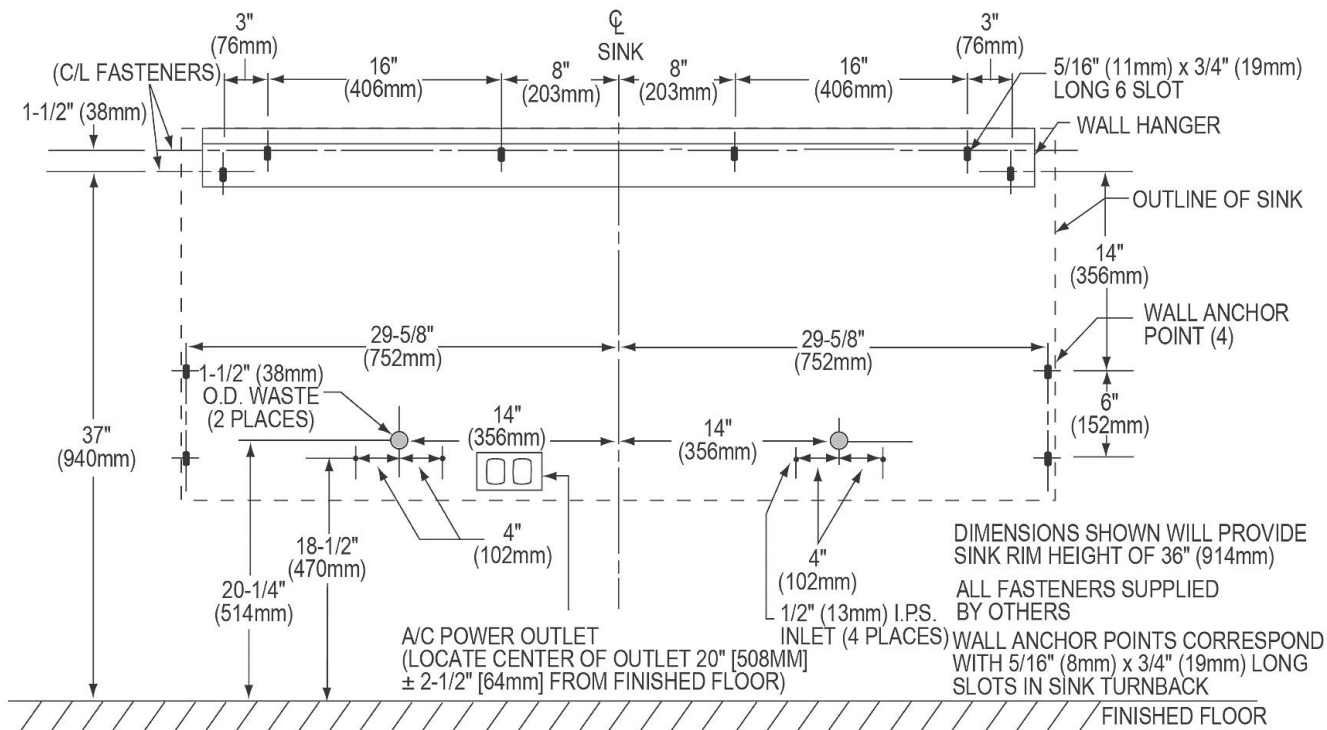 ℄
SINK
3"
(76mm)
16"
(406mm)
8"
(203mm)
8"
(203mm)
16"
(406mm)
3"
(76mm)
(C/L FASTENERS)
1-1/2" (38mm)
5/16" (11mm) x 3/4" (19mm)
LONG 6 SLOT
WALL HANGER
OUTLINE OF SINK
14"
(356mm)
WALL ANCHOR
POINT (4)
29-5/8"
(752mm)
29-5/8"
(752mm)
1-1/2" (38mm)
O.D. WASTE
(2 PLACES)
14"
(356mm)
14"
(356mm)
6"
(152mm)
37"
(940mm)
4"
(102mm)
18-1/2"
(470mm)
20-1/4"
(514mm)
4"
(102mm)
1/2" (13mm) I.P.S.
INLET (4 PLACES)
A/C POWER OUTLET
(LOCATE CENTER OF OUTLET 20" [508MM]
± 2-1/2" [64mm] FROM FINISHED FLOOR)
DIMENSIONS SHOWN WILL PROVIDE
SINK RIM HEIGHT OF 36" (914mm)
ALL FASTENERS SUPPLIED
BY OTHERS
WALL ANCHOR POINTS CORRESPOND
WITH 5/16" (8mm) x 3/4" (19mm) LONG
SLOTS IN SINK TURNBACK
FINISHED FLOOR